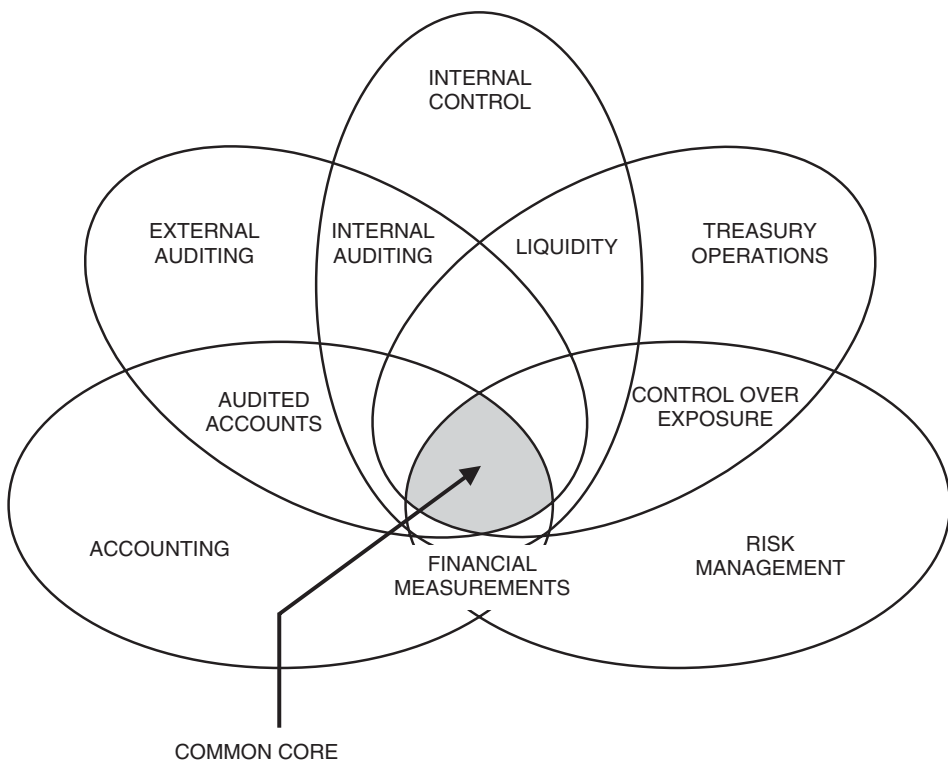 INTERNAL
CONTROL
EXTERNAL
AUDITING
INTERNAL
AUDITING
LIQUIDITY
TREASURY
OPERATIONS
AUDITED
ACCOUNTS
CONTROL OVER
EXPOSURE
ACCOUNTING
FINANCIAL
MEASUREMENTS
RISK
MANAGEMENT
COMMON CORE